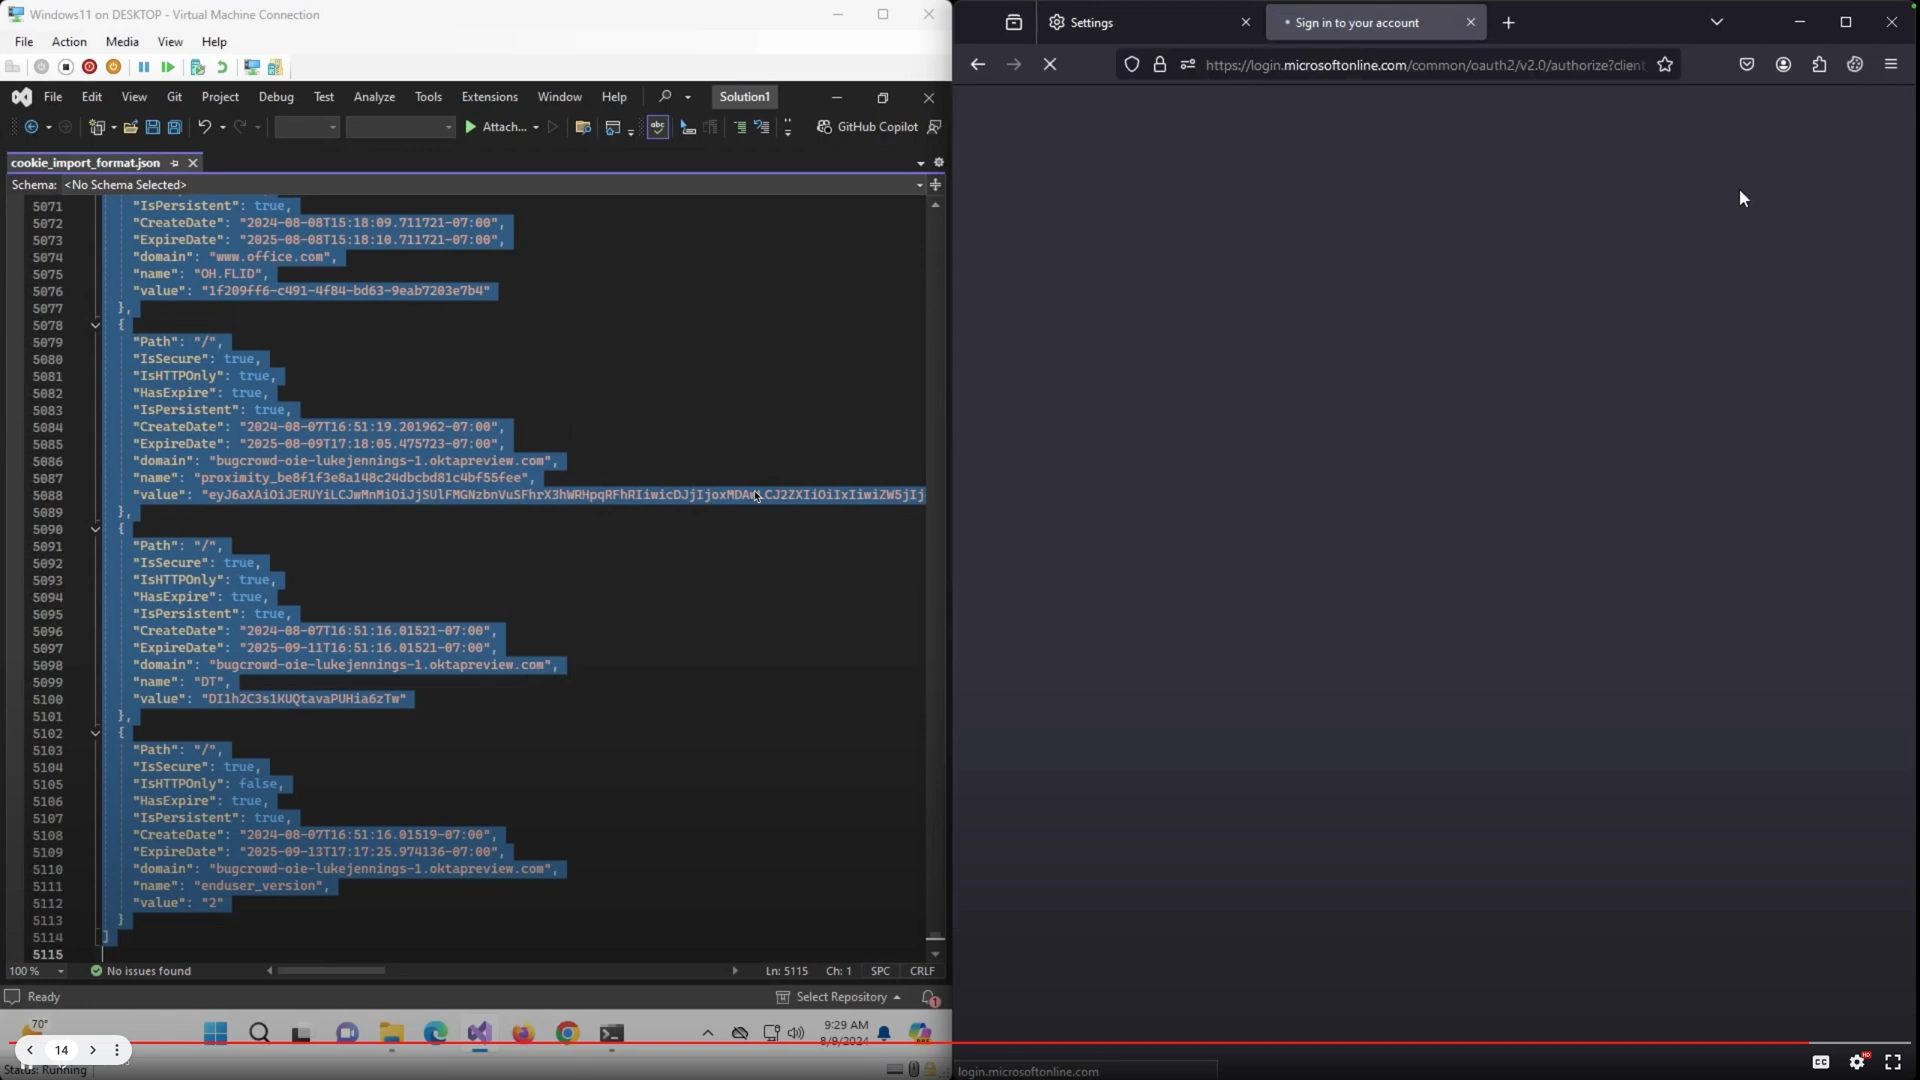 Windows11 on DESKTOP - Virtual Machine Connection
File Action Media View Help
File Edit View Git Project Debug Test Analyze Tools Extensions Window Help Solution1
Attach... GitHub Copilot
cookie_import_format.json
Schema: <No Schema Selected>
5071 "IsPersistent": true,
5072 "CreateDate": "2024-08-08T15:18:09.711721-07:00",
5073 "ExpireDate": "2025-08-08T15:18:10.711721-07:00",
5074 "domain": "www.office.com",
5075 "name": "OH.FLID",
5076 "value": "1f209ff6-c491-4f84-bd63-9eab7203e7b4"
5077 },
5078 {
5079 "Path": "/",
5080 "IsSecure": true,
5081 "IsHTTPOnly": true,
5082 "HasExpire": true,
5083 "IsPersistent": true,
5084 "CreateDate": "2024-08-07T16:51:19.201962-07:00",
5085 "ExpireDate": "2025-08-09T17:18:05.475723-07:00",
5086 "domain": "bugcrowd-oie-lukejennings-1.oktapreview.com",
5087 "name": "proximity_be8f1f3e8a148c24dbcbd81c4bf55fee",
5088 "value":
5089 },
5090 {
5091 "Path": "/",
5092 "IsSecure": true,
5093 "IsHTTPOnly": true,
5094 "HasExpire": true,
5095 "IsPersistent": true,
5096 "CreateDate": "2024-08-07T16:51:16.01521-07:00",
5097 "ExpireDate": "2025-09-11T16:51:16.01521-07:00",
5098 "domain": "bugcrowd-oie-lukejennings-1.oktapreview.com",
5099 "name": "DT",
5100 "value": "DI1h2C3s1KUQtavaPUHia6zTw"
5101 },
5102 {
5103 "Path": "/",
5104 "IsSecure": true,
5105 "IsHTTPOnly": false,
5106 "HasExpire": true,
5107 "IsPersistent": true,
5108 "CreateDate": "2024-08-07T16:51:16.01519-07:00",
5109 "ExpireDate": "2025-09-13T17:17:25.974136-07:00",
5110 "domain": "bugcrowd-oie-lukejennings-1.oktapreview.com",
5111 "name": "enduser_version",
5112 "value": "2"
5113 }
5114 ]
5115
100 % No issues found Ln: 5115 Ch: 1 SPC CRLF
Ready Select Repository 1
70° 9:29 AM
8/9/2024
14
Status: Running
Settings Sign in to your account
https://login.microsoftonline.com/common/oauth2/v2.0/authorize?client
login.microsoftonline.com
CC HD